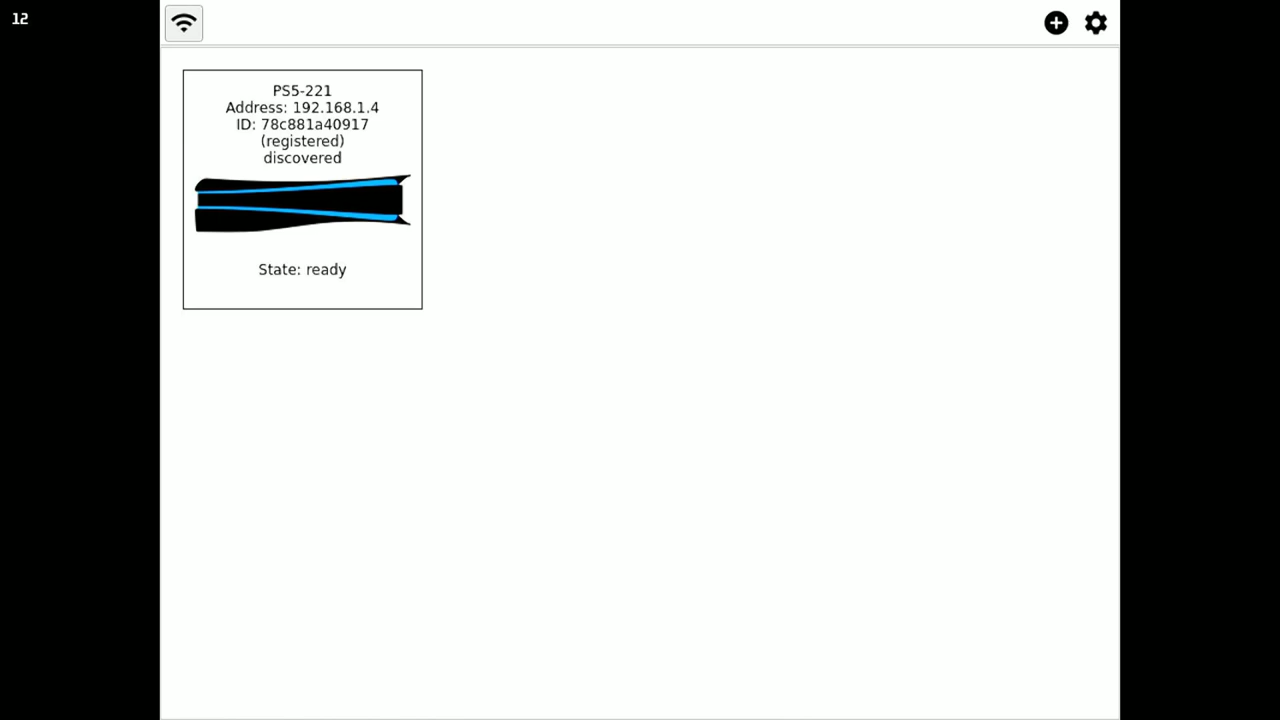 12
PS5-221
Address: 192.168.1.4
ID: 78c881a40917
(registered)
discovered
State: ready